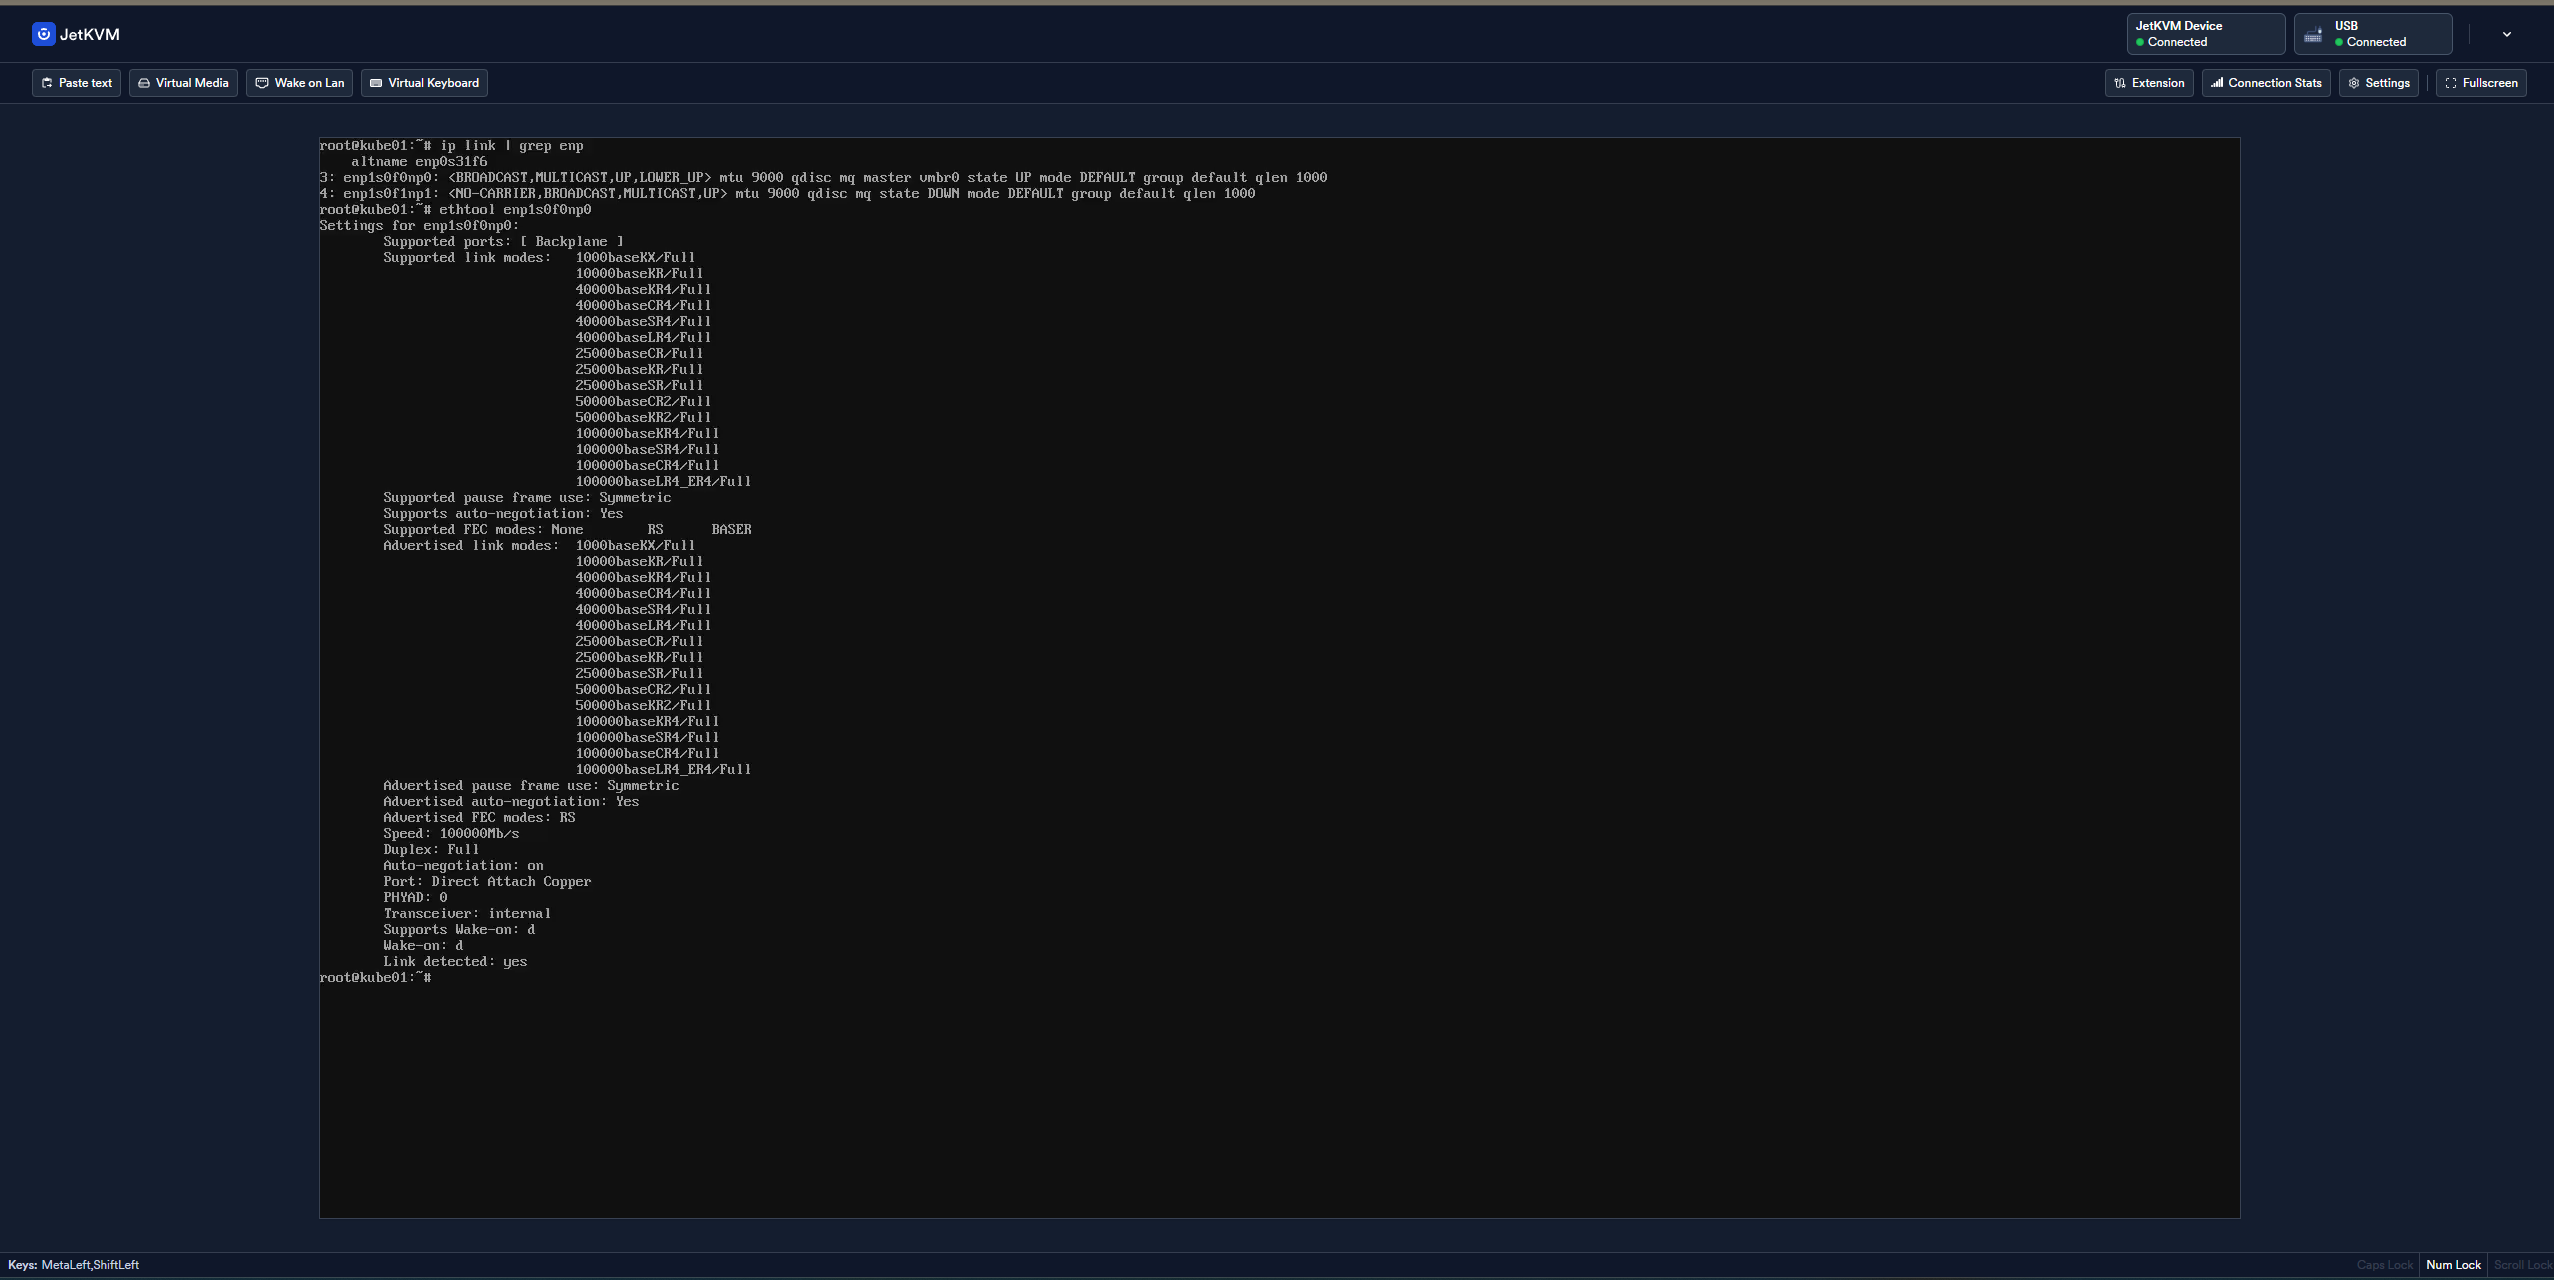 JetKVM
JetKVM Device
Connected
USB
Connected
Paste text
Virtual Media
Wake on Lan
Virtual Keyboard
Extension
Connection Stats
Settings
Fullscreen
root@kube01:~# ip link | grep enp
    altname enp0s31f6
3: enp1s0f0np0: <BROADCAST,MULTICAST,UP,LOWER_UP> mtu 9000 qdisc mq master vmbr0 state UP mode DEFAULT group default qlen 1000
4: enp1s0f1np1: <NO-CARRIER,BROADCAST,MULTICAST,UP> mtu 9000 qdisc mq state DOWN mode DEFAULT group default qlen 1000
root@kube01:~# ethtool enp1s0f0np0
Settings for enp1s0f0np0:
        Supported ports: [ Backplane ]
        Supported link modes:   1000baseKX/Full
                                10000baseKR/Full
                                40000baseKR4/Full
                                40000baseCR4/Full
                                40000baseSR4/Full
                                40000baseLR4/Full
                                25000baseCR/Full
                                25000baseKR/Full
                                25000baseSR/Full
                                50000baseCR2/Full
                                50000baseKR2/Full
                                100000baseKR4/Full
                                100000baseSR4/Full
                                100000baseCR4/Full
                                100000baseLR4_ER4/Full
        Supported pause frame use: Symmetric
        Supports auto-negotiation: Yes
        Supported FEC modes: None        RS      BASER
        Advertised link modes:  1000baseKX/Full
                                10000baseKR/Full
                                40000baseKR4/Full
                                40000baseCR4/Full
                                40000baseSR4/Full
                                40000baseLR4/Full
                                25000baseCR/Full
                                25000baseKR/Full
                                25000baseSR/Full
                                50000baseCR2/Full
                                50000baseKR2/Full
                                100000baseKR4/Full
                                100000baseSR4/Full
                                100000baseCR4/Full
                                100000baseLR4_ER4/Full
        Advertised pause frame use: Symmetric
        Advertised auto-negotiation: Yes
        Advertised FEC modes: RS
        Speed: 100000Mb/s
        Duplex: Full
        Auto-negotiation: on
        Port: Direct Attach Copper
        PHYAD: 0
        Transceiver: internal
        Supports Wake-on: d
        Wake-on: d
        Link detected: yes
root@kube01:~#
Keys: MetaLeft,ShiftLeft
Caps Lock
Num Lock
Scroll Lock